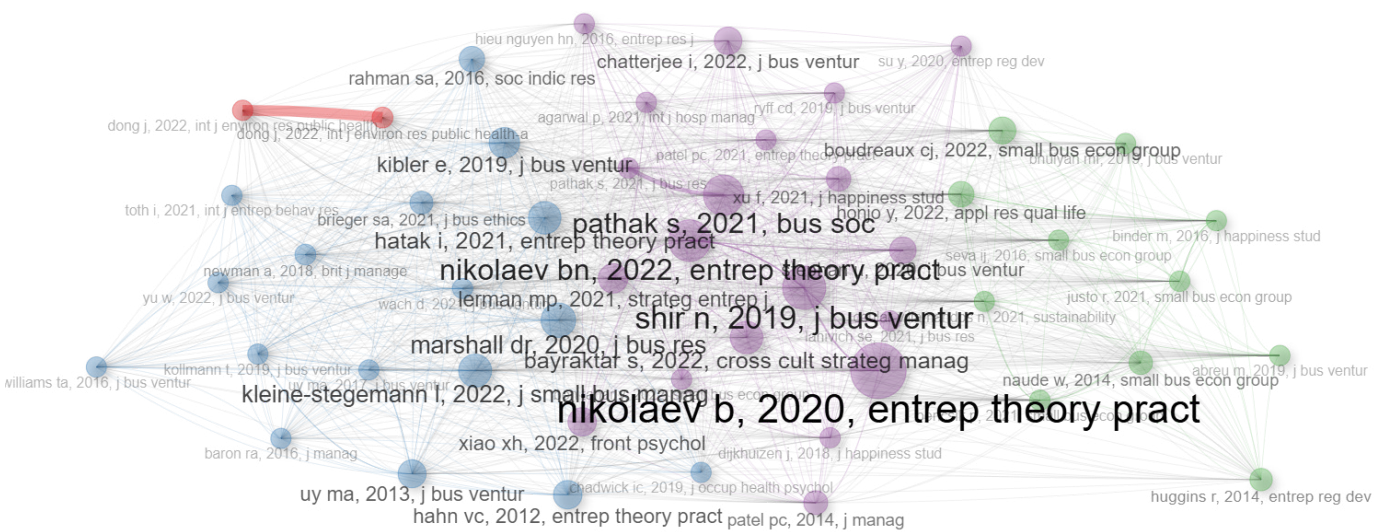 hieu nguyen hn, 2016, entrep res j
chatterjee i, 2022, j bus ventur
su y, 2020, entrep reg dev
rahman sa, 2016, soc indic res
ryff cd, 2019, j bus ventur
agarwal p, 2021, int j hosp manag
dong j, 2022, int j environ res public health
dong j, 2022, int j environ res public health-a
boudreaux cj, 2022, small bus econ group
patel pc, 2021, entrep theory pract
bhuiyan mf, 2019, j bus ventur
kibler e, 2019, j bus ventur
pathak s, 2021, j bus res
xu f, 2021, j happiness stud
toth i, 2021, int j entrep behav res
honjo y, 2022, appl res qual life
brieger sa, 2021, j bus ethics
pathak s, 2021, bus soc
binder m, 2016, j happiness stud
hatak i, 2021, entrep theory pract
seva ij, 2016, small bus econ group
newman a, 2018, brit j manage
nikolaev bn, 2022, entrep theory pract
2020, j bus ventur
yu w, 2022, j bus ventur
wach d,
lerman mp, 2021, strateg entrep j
justo r, 2021, small bus econ group
shir n, 2019, j bus ventur
n, 2021, sustainability
se, 2021, j bus res
marshall dr, 2020, j bus res
bayraktar s, 2022, cross cult strateg manag
kollmann t, 2019, j bus ventur
abreu m, 2019, j bus ventur
williams ta, 2016, j bus ventur
uy ma, 2017, j bus ventur
naude w, 2014, small bus econ group
kleine-stegemann l, 2022, j small bus manag
nikolaev b, 2020, entrep theory pract
xiao xh, 2022, front psychol
baron ra, 2016, j manag
dijkhuizen j, 2018, j happiness stud
chadwick ic, 2019, j occup health psychol
uy ma, 2013, j bus ventur
huggins r, 2014, entrep reg dev
hahn vc, 2012, entrep theory pract
patel pc, 2014, j manag